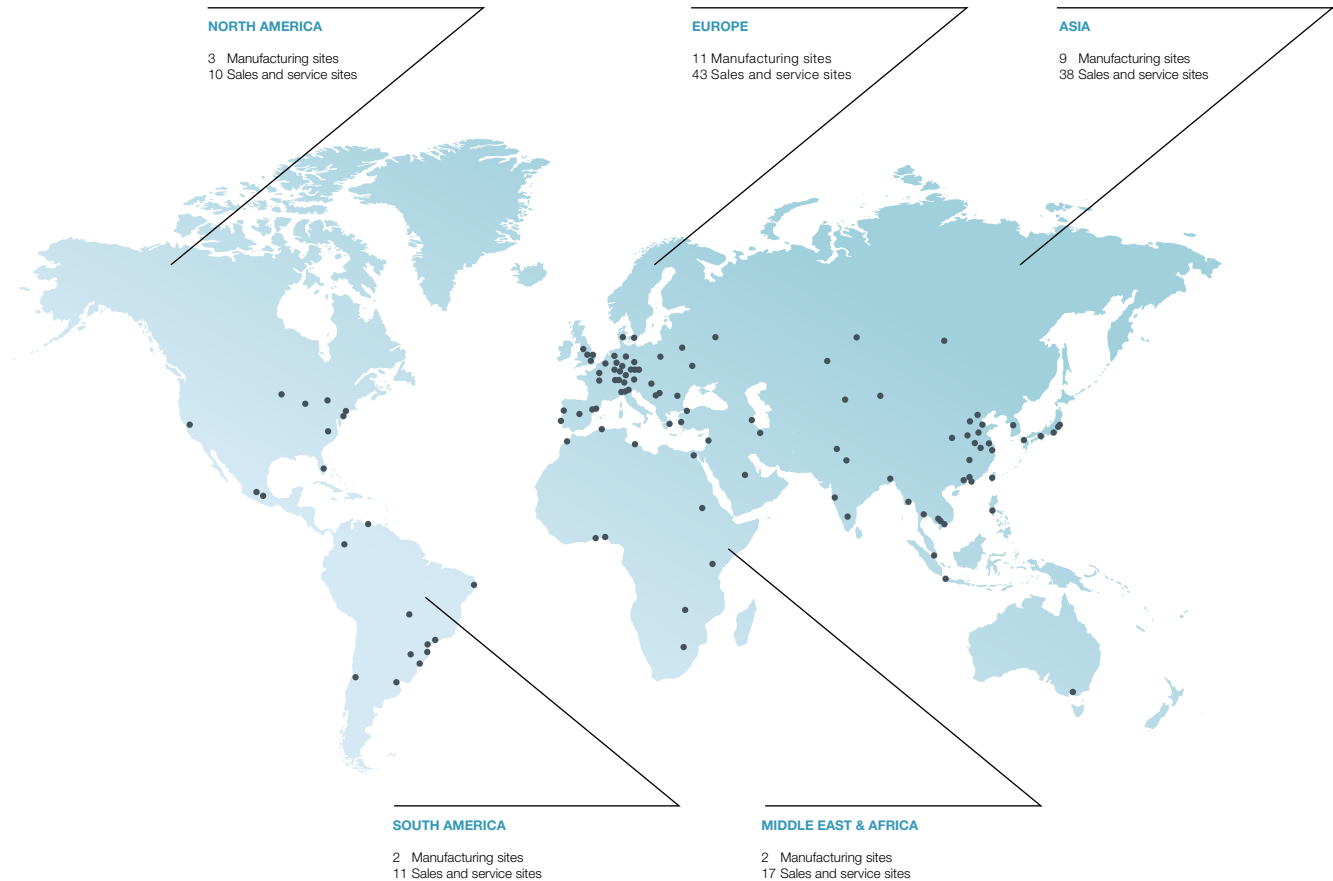 NORTH AMERICA
3 Manufacturing sites
10 Sales and service sites
EUROPE
11 Manufacturing sites
43 Sales and service sites
ASIA
9 Manufacturing sites
38 Sales and service sites
SOUTH AMERICA
2 Manufacturing sites
11 Sales and service sites
MIDDLE EAST & AFRICA
2 Manufacturing sites
17 Sales and service sites